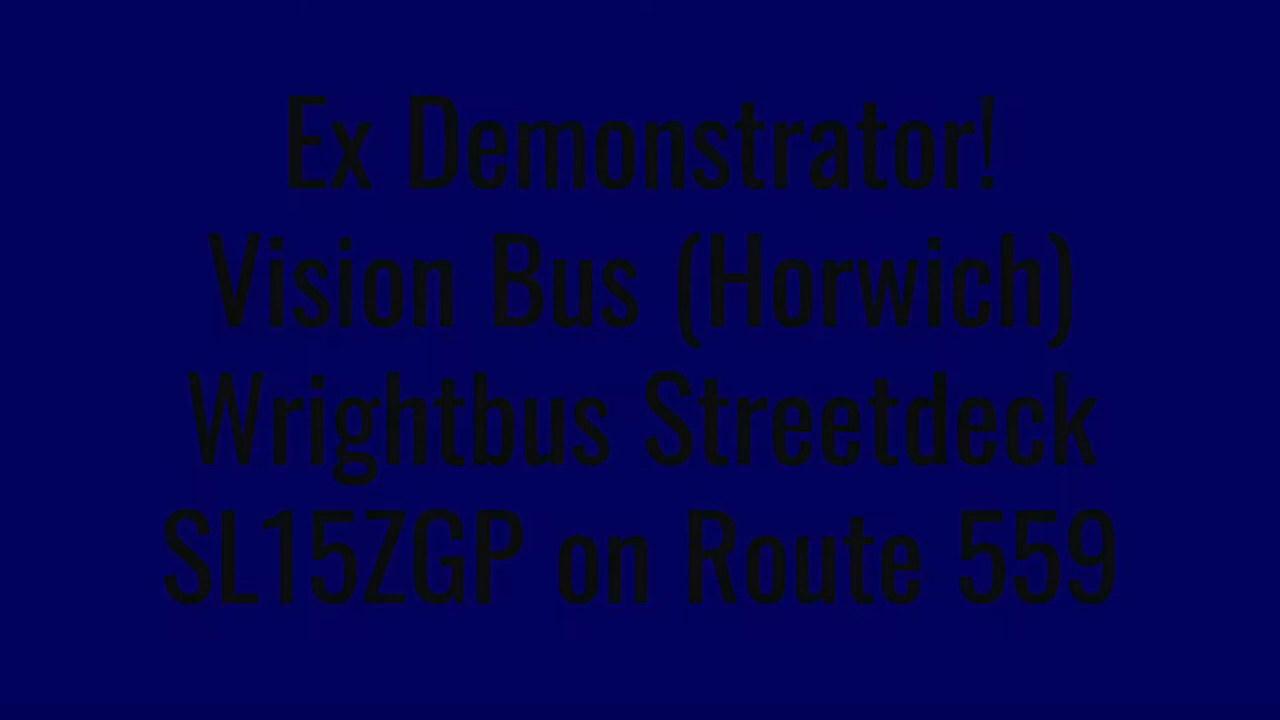 Ex Demonstrator!
Vision Bus (Horwich)
Wrightbus Streetdeck
SL15ZGP on Route 559